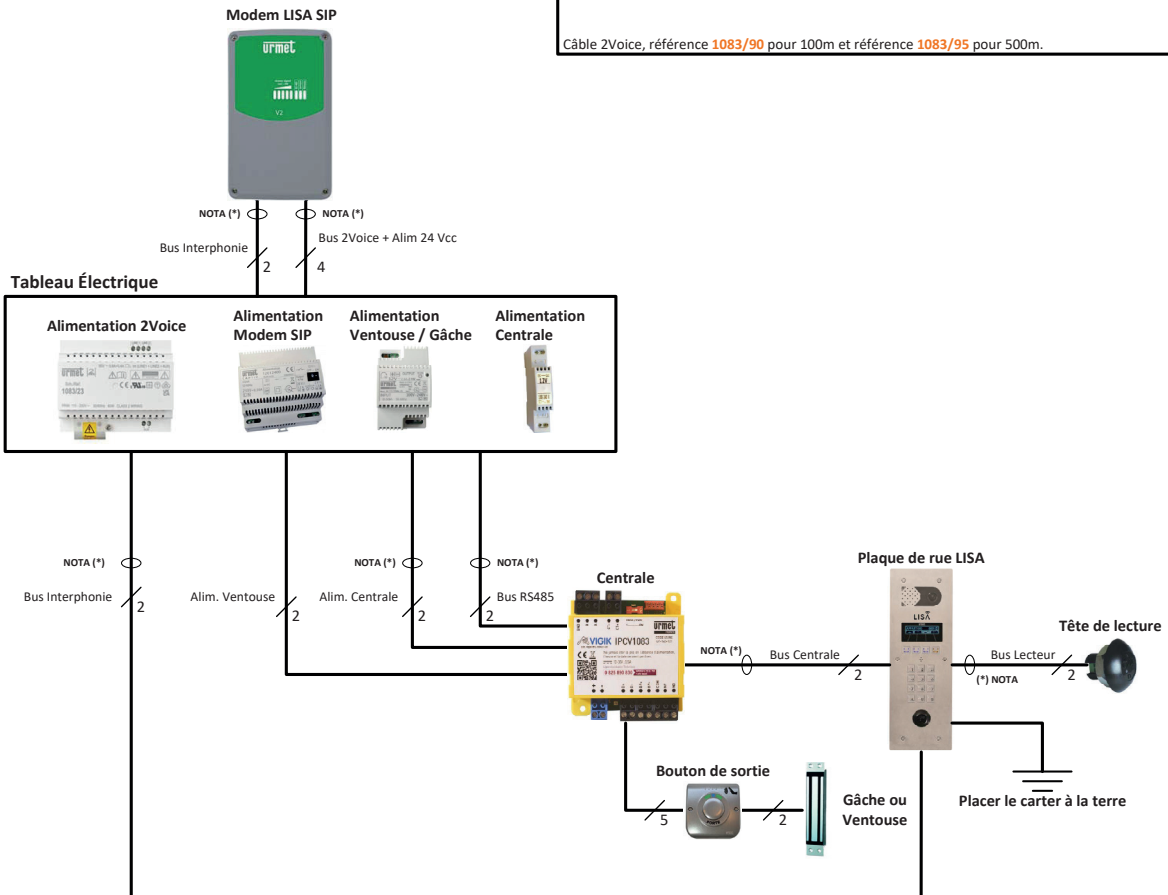 Modem LISA SIP
urmet
V2
Câble 2Voice, référence 1083/90 pour 100m et référence 1083/95 pour 500m.
NOTA (*)
NOTA (*)
Bus Interphonie
2
Bus 2Voice + Alim 24 Vcc
4
Tableau Électrique
Alimentation 2Voice
Alimentation
Modem SIP
Alimentation
Ventouse / Gâche
Alimentation
Centrale
urmet
1083/23
NOTA (*)
NOTA (*)
NOTA (*)
Bus Interphonie
2
Alim. Ventouse
2
Alim. Centrale
2
Bus RS485
2
Centrale
urmet
VIGIK IPCV1083
Plaque de rue LISA
LISA
Tête de lecture
NOTA (*)
Bus Centrale
2
Bus Lecteur
2
(*) NOTA
Bouton de sortie
5
2
Gâche ou
Ventouse
Placer le carter à la terre